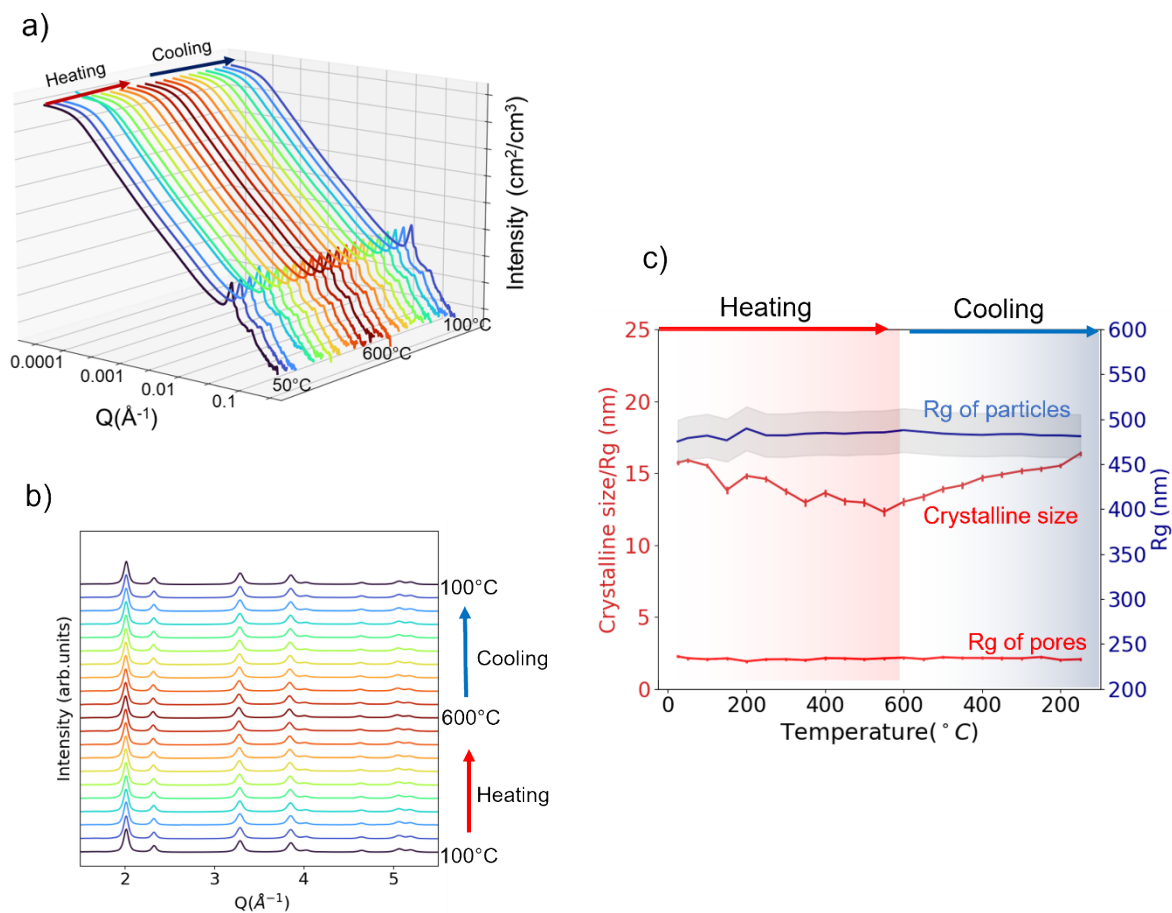 a)
Heating
Cooling
Intensity (cm²/cm³)
100°C
600°C
50°C
0.0001
0.001
0.01
0.1
Q(Å⁻¹)
b)
Intensity (arb.units)
100°C
Cooling
600°C
Heating
100°C
2
3
4
5
Q(Å⁻¹)
c)
Heating
Cooling
Crystalline size/Rg (nm)
25
20
15
10
5
0
Rg of particles
Crystalline size
Rg of pores
600
550
500
450
400
350
300
250
200
Rg (nm)
0
200
400
600
400
200
Temperature(°C)